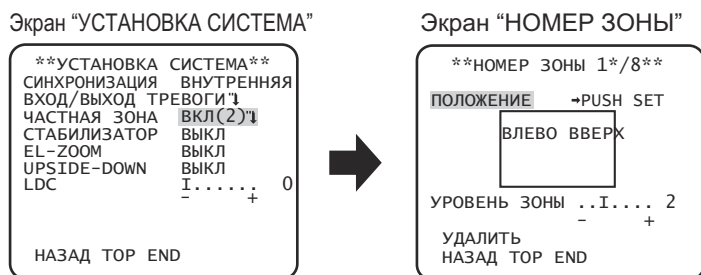 Экран “УСТАНОВКА СИСТЕМА”
**УСТАНОВКА СИСТЕМА**
СИНХРОНИЗАЦИЯ ВНУТРЕННЯЯ
ВХОД/ВЫХОД ТРЕВОГИ"↴
ЧАСТНАЯ ЗОНА ВКЛ(2)"↴
СТАБИЛИЗАТОР ВЫКЛ
EL-ZOOM ВЫКЛ
UPSIDE-DOWN ВЫКЛ
LDC I...... 0
- +
НАЗАД TOP END
Экран “НОМЕР ЗОНЫ”
**НОМЕР ЗОНЫ 1*/8**
ПОЛОЖЕНИЕ →PUSH SET
ВЛЕВО ВВЕРХ
УРОВЕНЬ ЗОНЫ ..I.... 2
- +
УДАЛИТЬ
НАЗАД TOP END